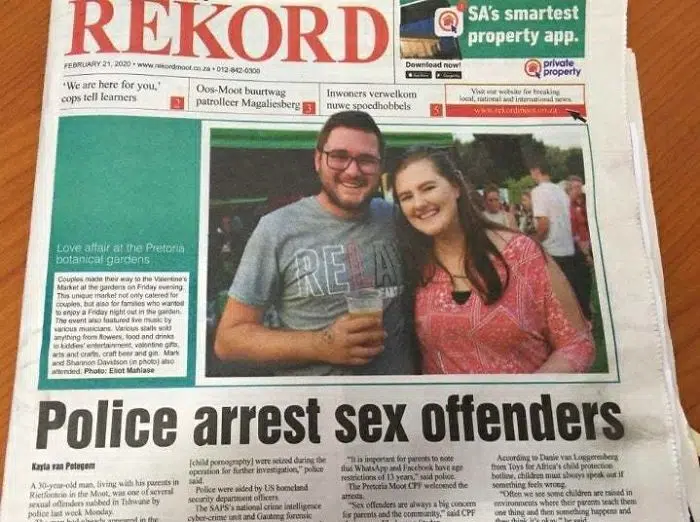 REKORD
FEBRUARY 21, 2020 • www.rekordmoot.co.za • 012-842-0300
SA's smartest
property app.
Download now!
private
property
'We are here for you,'
cops tell learners 2
Oos-Moot buurtwag
patrolleer Magaliesberg 3
Inwoners verwelkom
nuwe spoedhobbels 5
Visit our website for breaking
local, national and international news.
www.rekordmoot.co.za
Love affair at the Pretoria
botanical gardens
Couples made their way to the Valentine's
Market at the gardens on Friday evening.
This unique market not only catered for
couples, but also for families who wanted
to enjoy a Friday night out in the garden.
The event also featured live music by
various musicians. Various stalls sold
anything from flowers, food and drinks
to kiddies' entertainment, valentine gifts,
arts and crafts, craft beer and gin. Mark
and Shannon Davidson (in photo) also
attended. Photo: Eliot Mahlase
RELA
Police arrest sex offenders
Kayla van Petegem
A 30-year-old man, living with his parents in
Rietfontein in the Moot, was one of several
sexual offenders nabbed in Tshwane by
police last week Monday.
The man had already appeared in the
[child pornography] were seized during the
operation for further investigation," police
said.
Police were aided by US homeland
security department officers.
The SAPS's national crime intelligence
cyber-crime unit and Gauteng forensic
"It is important for parents to note
that WhatsApp and Facebook have age
restrictions of 13 years," said police.
The Pretoria Moot CPF welcomed the
arrests.
"Sex offenders are always a big concern
for parents and the community," said CPF
According to Danie van Loggerenberg
from Toys for Africa's child protection
hotline, children must always speak out if
something feels wrong.
"Often we see some children are raised in
environments where their parents teach them
one thing and then something happens and